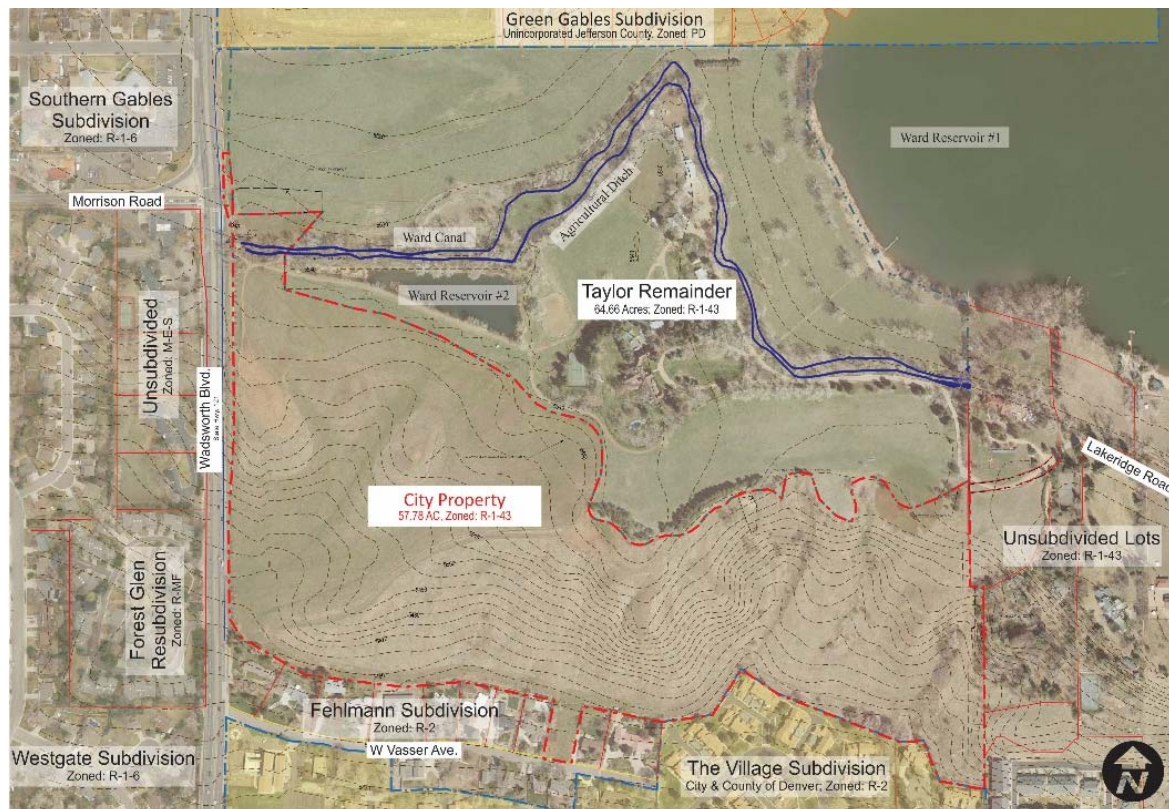 Green Gables Subdivision
Unincorporated Jefferson County, Zoned: PD
Southern Gables
Subdivision
Zoned: R-1-6
Ward Reservoir #1
Morrison Road
Ward Canal
Agricultural Ditch
Ward Reservoir #2
Taylor Remainder
64.66 Acres; Zoned: R-1-43
Unsubdivided
Zoned: M-E-S
Wadsworth Blvd.
Lakeridge Road
City Property
57.78 AC, Zoned: R-1-43
Unsubdivided Lots
Zoned: R-1-43
Forest Glen
Resubdivision
Zoned: R-MF
Fehlmann Subdivision
Zoned: R-2
W Vasser Ave.
Westgate Subdivision
Zoned: R-1-6
The Village Subdivision
City & County of Denver; Zoned: R-2
N